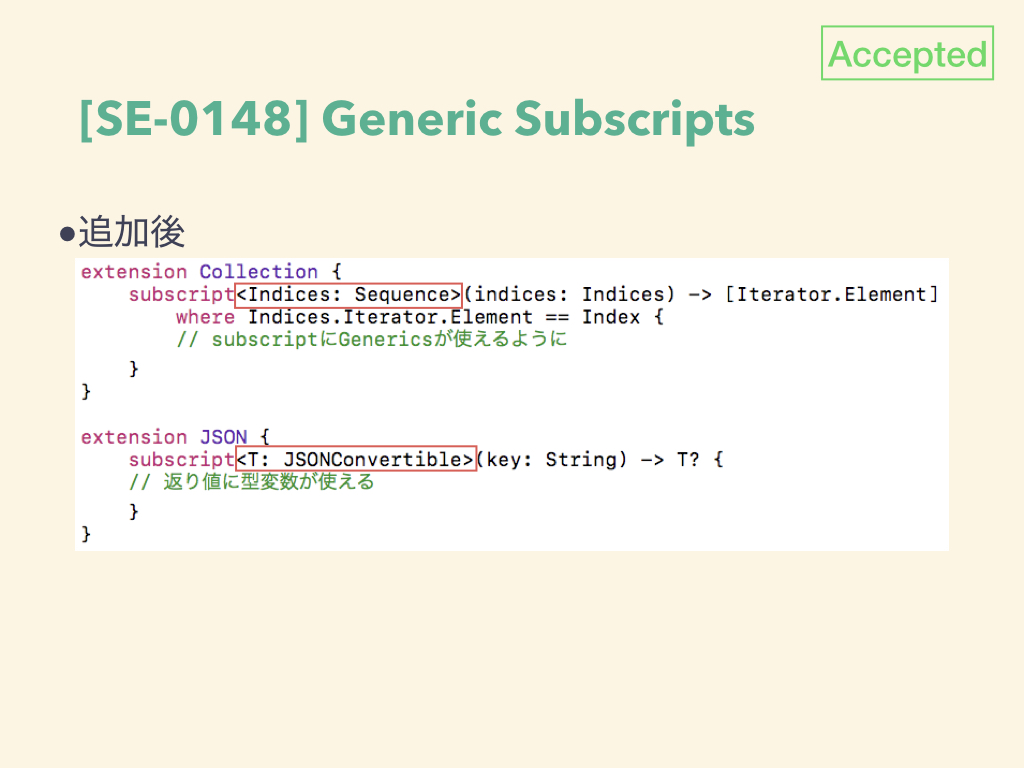 Accepted
[SE-0148] Generic Subscripts
●追加後
extension Collection {
    subscript<Indices: Sequence>(indices: Indices) -> [Iterator.Element]
        where Indices.Iterator.Element == Index {
        // subscriptにGenericsが使えるように
    }
}
extension JSON {
    subscript<T: JSONConvertible>(key: String) -> T? {
    // 返り値に型変数が使える
    }
}